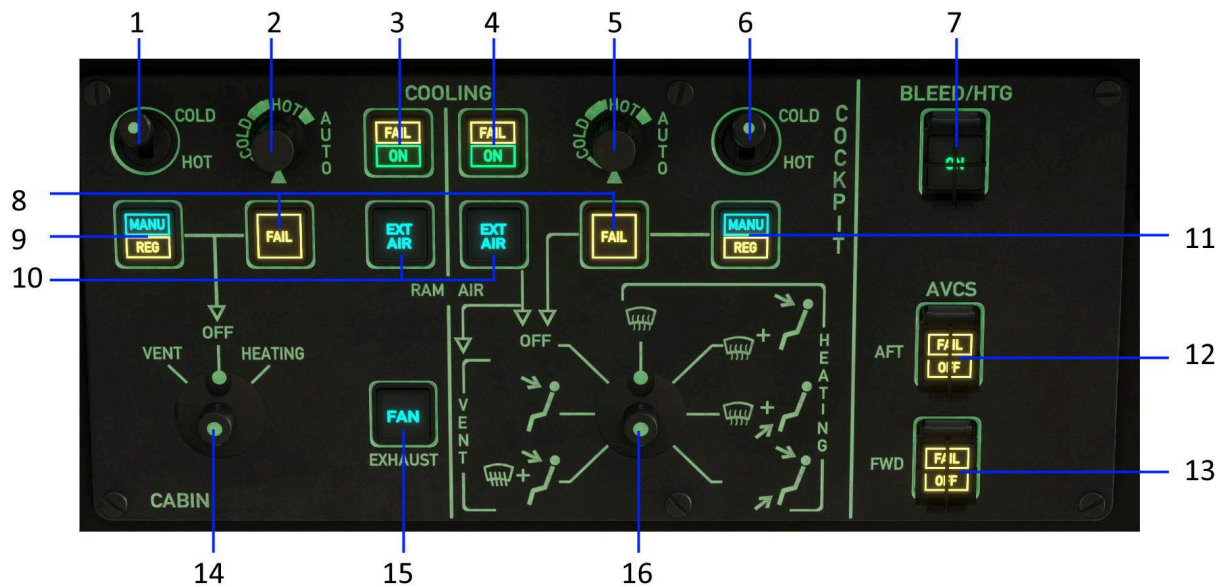 1 2 3 4 5 6 7
COLD HOT
COLD HOT AUTO
COOLING
FAIL ON
FAIL ON
COLD HOT AUTO
COLD HOT
COCKPIT
BLEED/HTG
ON
8
9
10
11
MANU REG
FAIL
EXT AIR
EXT AIR
FAIL
MANU REG
RAM AIR
AVCS
OFF
VENT HEATING
OFF
+
+
+
VENT
HEATING
AFT
FAIL OFF
12
FAN
EXHAUST
FWD
FAIL OFF
13
CABIN
14 15 16